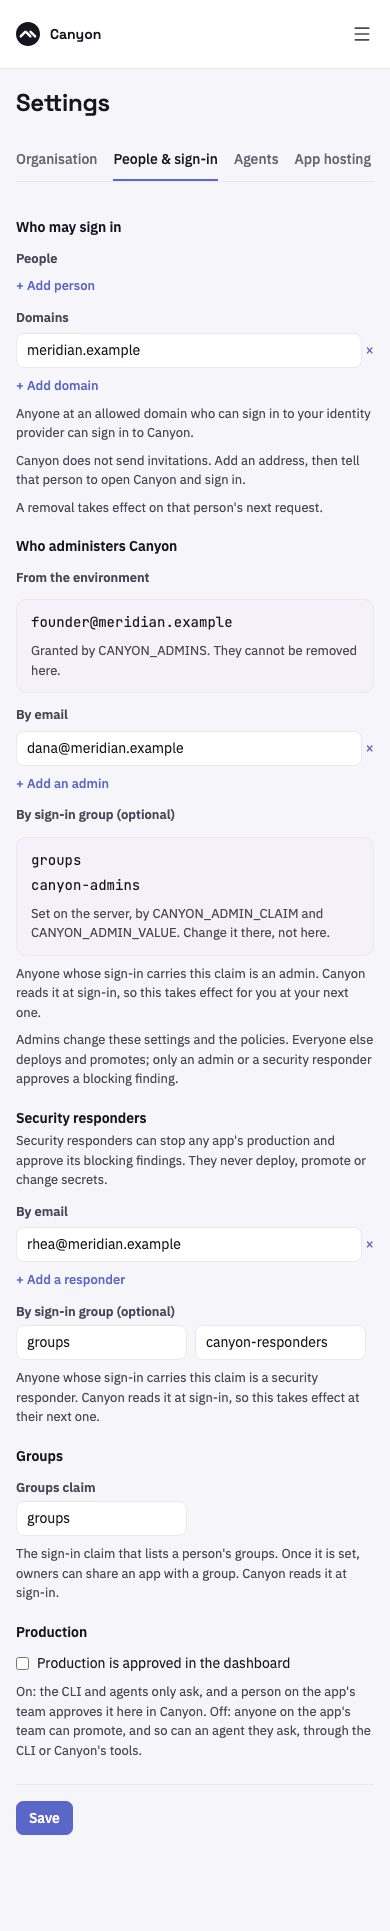 Canyon
Settings
Organisation People & sign-in Agents App hosting
Who may sign in
People
+ Add person
Domains
meridian.example ×
+ Add domain
Anyone at an allowed domain who can sign in to your identity
provider can sign in to Canyon.
Canyon does not send invitations. Add an address, then tell
that person to open Canyon and sign in.
A removal takes effect on that person's next request.
Who administers Canyon
From the environment
founder@meridian.example
Granted by CANYON_ADMINS. They cannot be removed
here.
By email
dana@meridian.example ×
+ Add an admin
By sign-in group (optional)
groups
canyon-admins
Set on the server, by CANYON_ADMIN_CLAIM and
CANYON_ADMIN_VALUE. Change it there, not here.
Anyone whose sign-in carries this claim is an admin. Canyon
reads it at sign-in, so this takes effect for you at your next
one.
Admins change these settings and the policies. Everyone else
deploys and promotes; only an admin or a security responder
approves a blocking finding.
Security responders
Security responders can stop any app's production and
approve its blocking findings. They never deploy, promote or
change secrets.
By email
rhea@meridian.example ×
+ Add a responder
By sign-in group (optional)
groups canyon-responders
Anyone whose sign-in carries this claim is a security
responder. Canyon reads it at sign-in, so this takes effect at
their next one.
Groups
Groups claim
groups
The sign-in claim that lists a person's groups. Once it is set,
owners can share an app with a group. Canyon reads it at
sign-in.
Production
Production is approved in the dashboard
On: the CLI and agents only ask, and a person on the app's
team approves it here in Canyon. Off: anyone on the app's
team can promote, and so can an agent they ask, through the
CLI or Canyon's tools.
Save